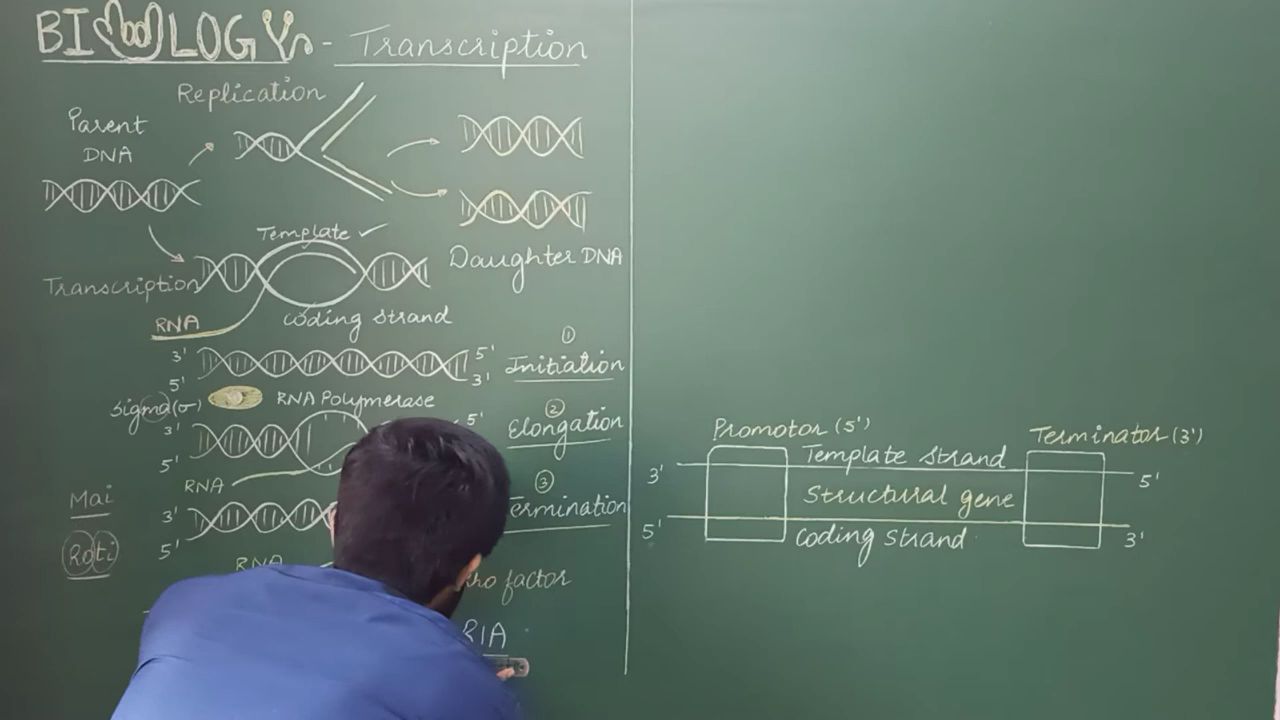 BIOLOGY - Transcription
Replication
Parent
DNA
Template ✓
Daughter DNA
Transcription
RNA
coding strand
3' 5'
5' 3'
① Initiation
Sigma(σ) RNA Polymerase
3' 5'
5'
② Elongation
RNA
3'
5'
③
RNA
Mai
Roti
factor
Promotor (5')
Terminator (3')
3' Template strand 5'
Structural gene
5' coding strand 3'